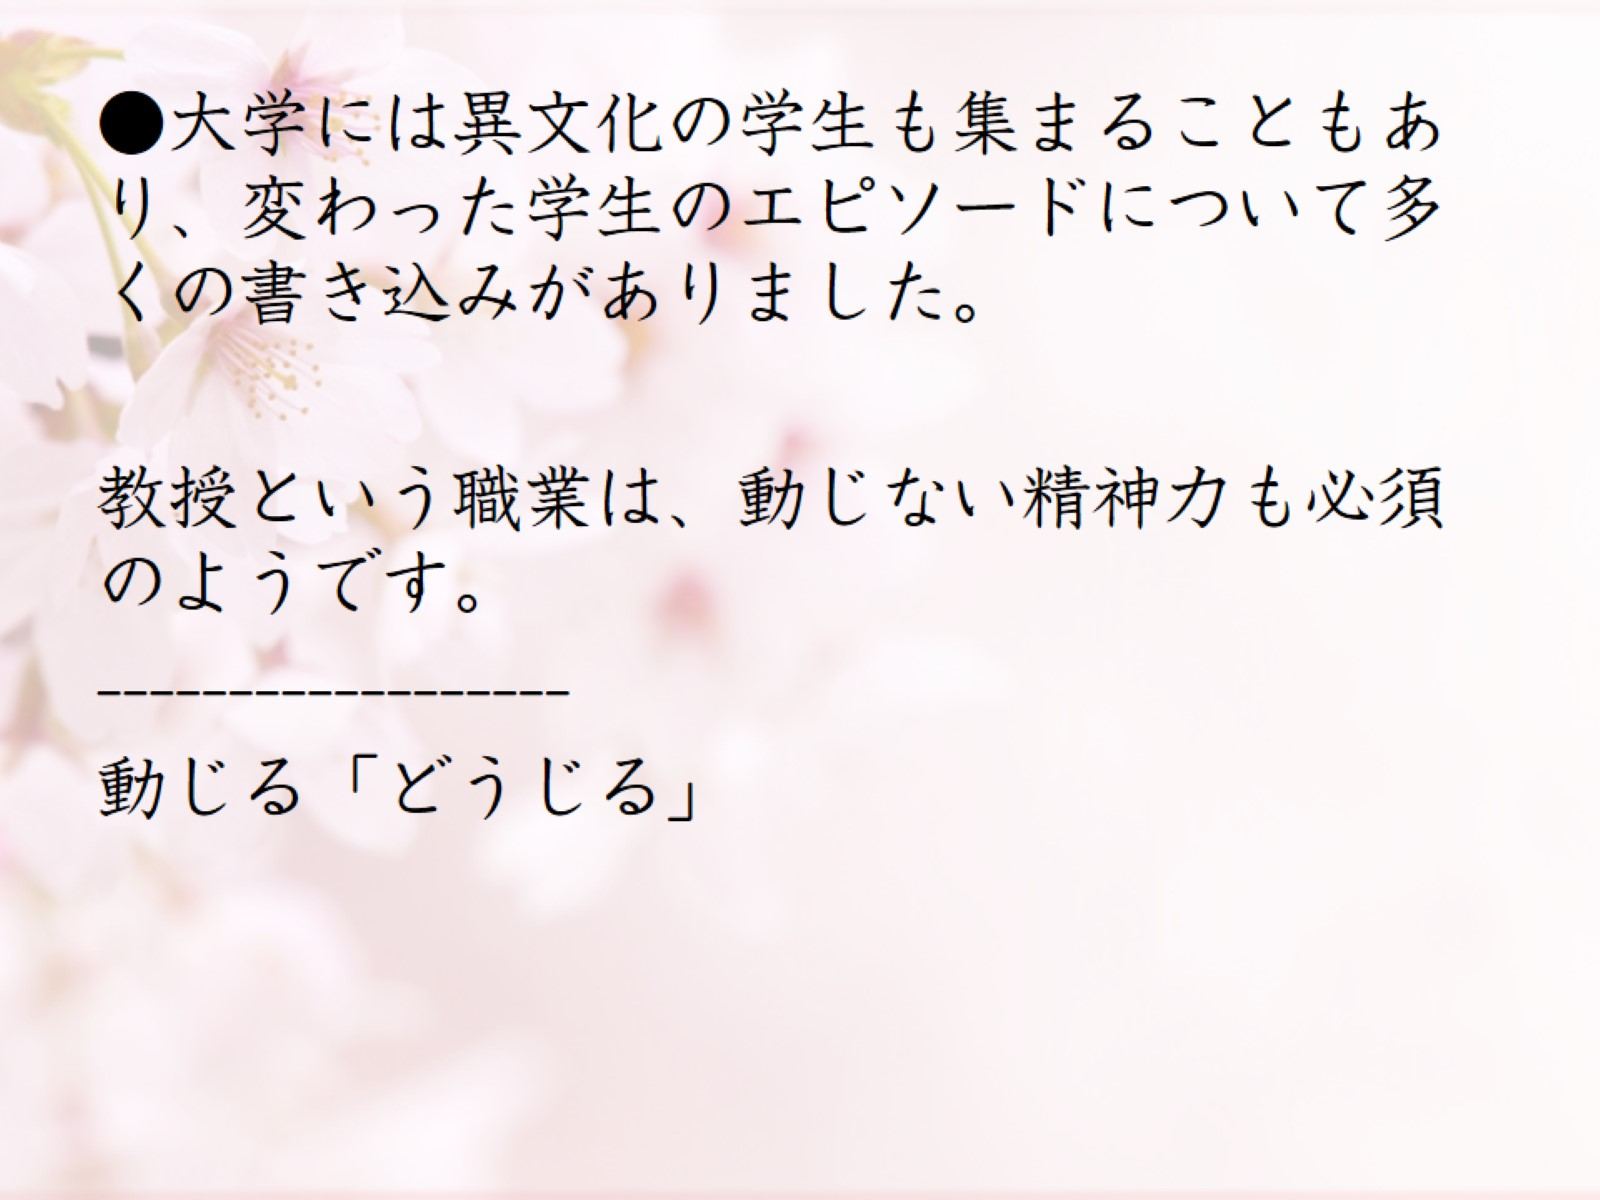 ●大学には異文化の学生も集まることもあ
り、変わった学生のエピソードについて多
くの書き込みがありました。
教授という職業は、動じない精神力も必須
のようです。
------------------
動じる「どうじる」